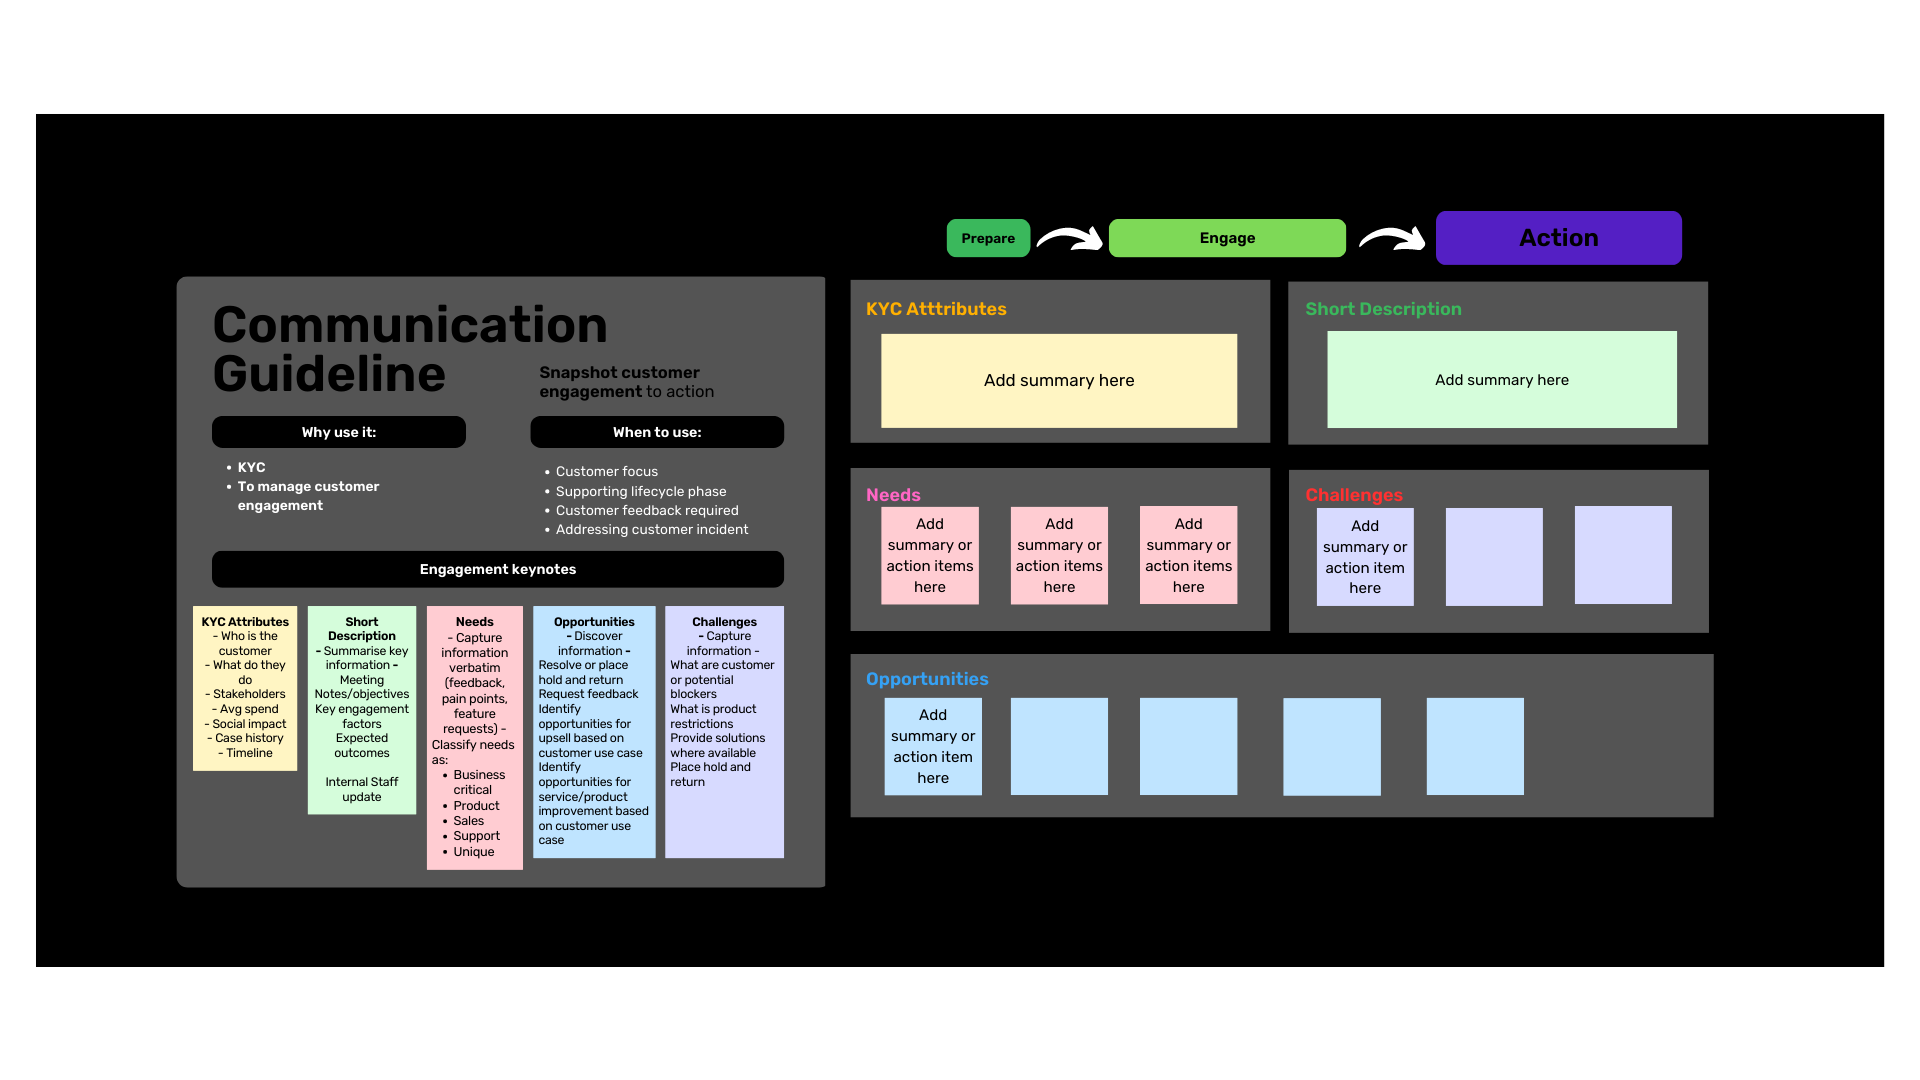 Prepare
Engage
Action
Communication
Guideline
Snapshot customer
engagement to action
Why use it:
• KYC
• To manage customer
engagement
When to use:
• Customer focus
• Supporting lifecycle phase
• Customer feedback required
• Addressing customer incident
Engagement keynotes
KYC Attributes
- Who is the
customer
- What do they
do
- Stakeholders
- Avg spend
- Social impact
- Case history
- Timeline
Short
Description
- Summarise key
information -
Meeting
Notes/objectives
Key engagement
factors
Expected
outcomes
Internal Staff
update
Needs
- Capture
information
verbatim
(feedback,
pain points,
feature
requests) -
Classify needs
as:
• Business
critical
• Product
• Sales
• Support
• Unique
Opportunities
- Discover
information -
Resolve or place
hold and return
Request feedback
Identify
opportunities for
upsell based on
customer use case
Identify
opportunities for
service/product
improvement based
on customer use
case
Challenges
- Capture
information -
What are customer
or potential
blockers
What is product
restrictions
Provide solutions
where available
Place hold and
return
KYC Atttributes
Add summary here
Short Description
Add summary here
Needs
Add
summary or
action items
here
Add
summary or
action items
here
Add
summary or
action items
here
Challenges
Add
summary or
action item
here
Opportunities
Add
summary or
action item
here